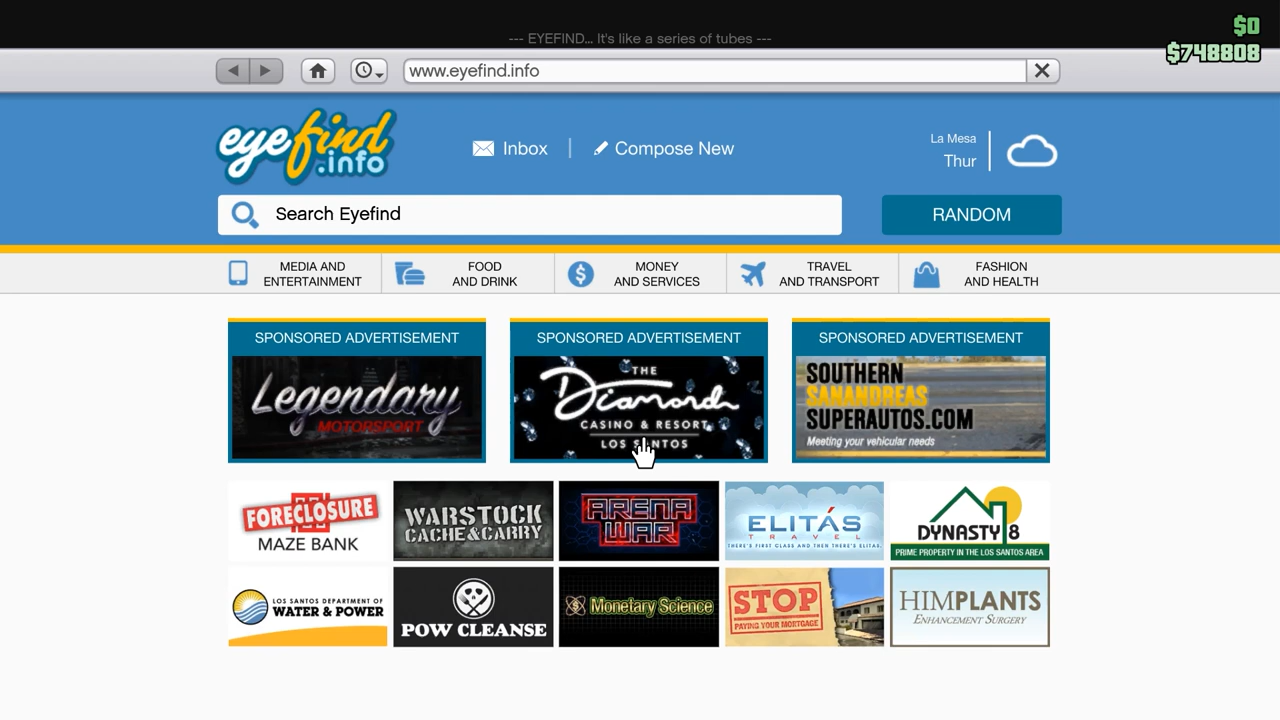 $0
--- EYEFIND... It's like a series of tubes ---
$748808
www.eyefind.info
eyefind
.info
Inbox
Compose New
La Mesa
Thur
Search Eyefind
RANDOM
MEDIA AND
ENTERTAINMENT
FOOD
AND DRINK
MONEY
AND SERVICES
TRAVEL
AND TRANSPORT
FASHION
AND HEALTH
SPONSORED ADVERTISEMENT
Legendary
MOTORSPORT
SPONSORED ADVERTISEMENT
THE
Diamond
CASINO & RESORT
LOS SANTOS
SPONSORED ADVERTISEMENT
SOUTHERN
SANANDREAS
SUPERAUTOS.COM
Meeting your vehicular needs
FORECLOSURE
MAZE BANK
WARSTOCK
CACHE&CARRY
ARENA
WAR
ELITÁS
TRAVEL
THERE'S FIRST CLASS AND THEN THERE'S ELITAS.
DYNASTY 8
PRIME PROPERTY IN THE LOS SANTOS AREA
LOS SANTOS DEPARTMENT OF
WATER & POWER
POW CLEANSE
Monetary Science
STOP
PAYING YOUR MORTGAGE
HIMPLANTS
ENHANCEMENT SURGERY